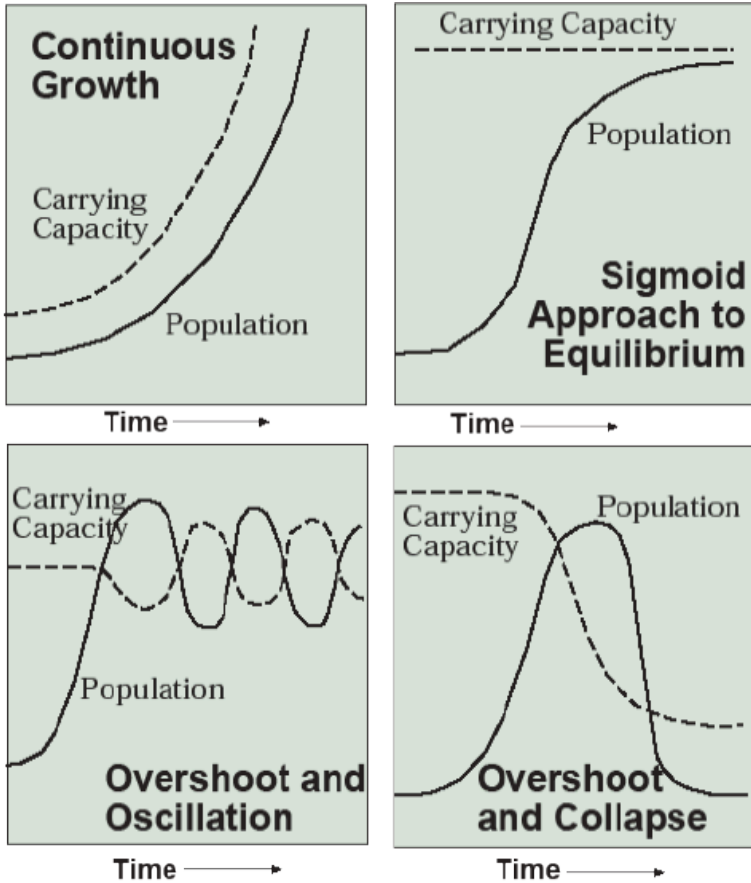 Continuous
Growth
Carrying
Capacity
Population
Time
Carrying Capacity
Population
Sigmoid
Approach to
Equilibrium
Time
Carrying
Capacity
Population
Overshoot and
Oscillation
Time
Carrying
Capacity
Population
Overshoot
and Collapse
Time